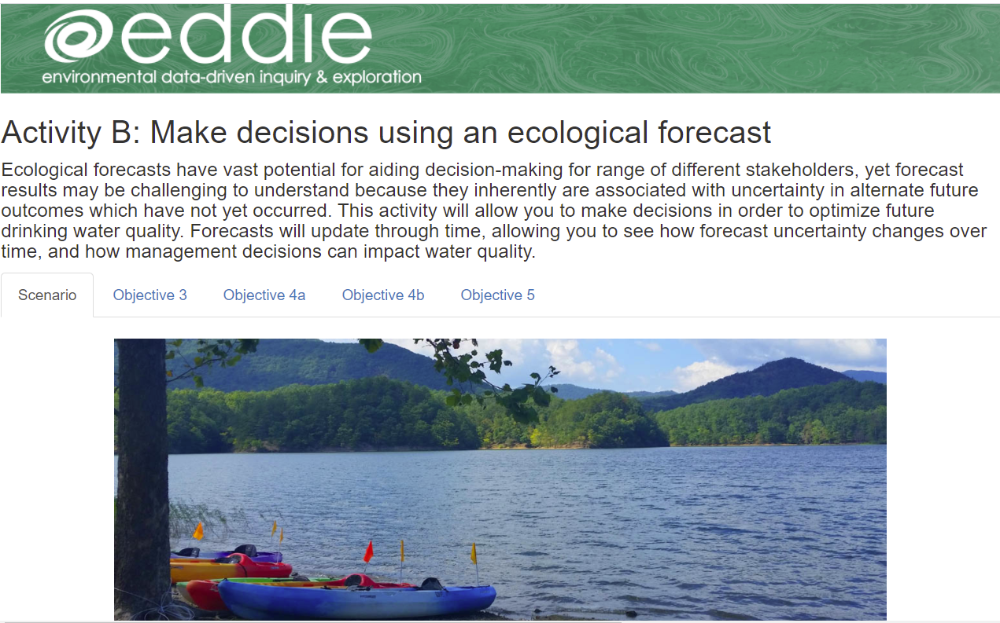 eddie
environmental data-driven inquiry & exploration
Activity B: Make decisions using an ecological forecast
Ecological forecasts have vast potential for aiding decision-making for range of different stakeholders, yet forecast
results may be challenging to understand because they inherently are associated with uncertainty in alternate future
outcomes which have not yet occurred. This activity will allow you to make decisions in order to optimize future
drinking water quality. Forecasts will update through time, allowing you to see how forecast uncertainty changes over
time, and how management decisions can impact water quality.
Scenario Objective 3 Objective 4a Objective 4b Objective 5